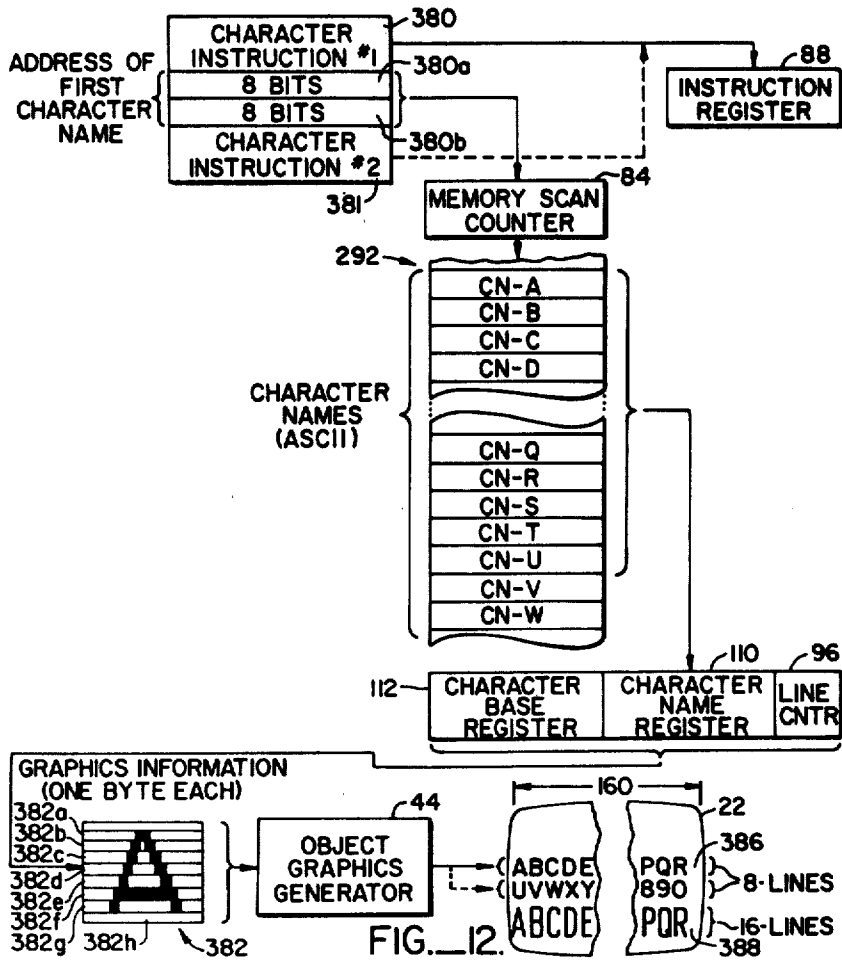 380
CHARACTER
INSTRUCTION #1
88
ADDRESS OF
FIRST
CHARACTER
NAME
380a
8 BITS
8 BITS
380b
INSTRUCTION
REGISTER
CHARACTER
INSTRUCTION #2
381
84
MEMORY SCAN
COUNTER
292
CN-A
CN-B
CN-C
CN-D
CHARACTER
NAMES
(ASCII)
CN-Q
CN-R
CN-S
CN-T
CN-U
CN-V
CN-W
110
96
112
CHARACTER
BASE
REGISTER
CHARACTER
NAME
REGISTER
LINE
CNTR
GRAPHICS INFORMATION
(ONE BYTE EACH)
382a
382b
382c
382d
382e
382f
382g
382h
382
A
44
OBJECT
GRAPHICS
GENERATOR
160
22
386
ABCDE PQR
UVWXY 890
8-LINES
ABCDE PQR
16-LINES
388
FIG._12.